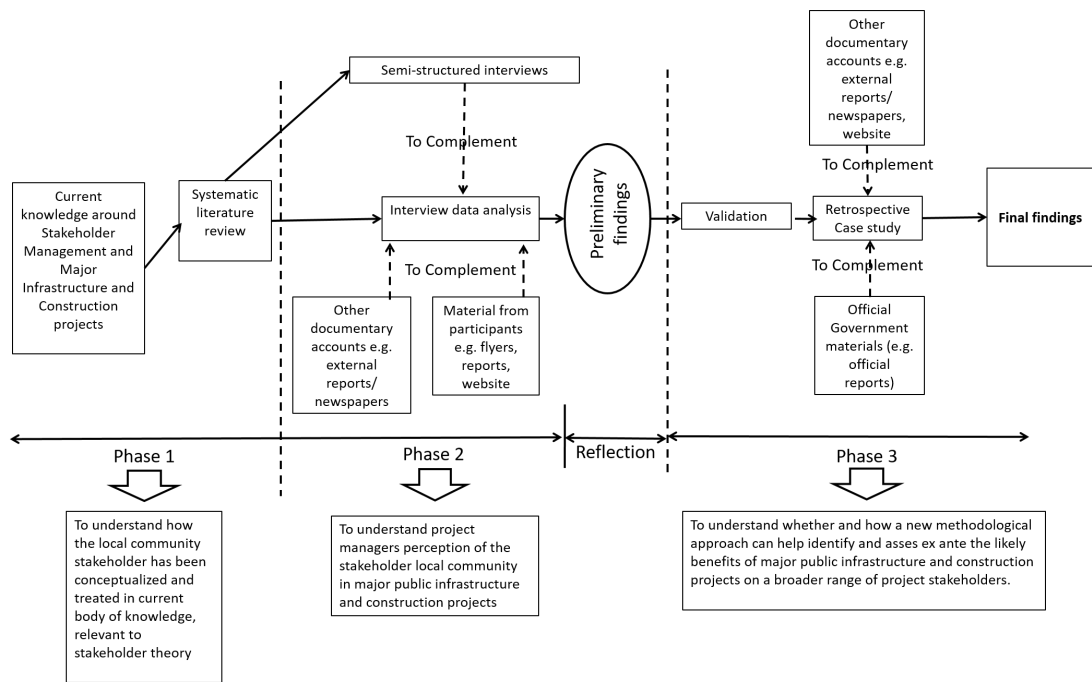 Current
knowledge around
Stakeholder
Management and
Major
Infrastructure and
Construction
projects
Systematic
literature
review
Semi-structured interviews
To Complement
Interview data analysis
To Complement
Other
documentary
accounts e.g.
external
reports/
newspapers
Material from
participants
e.g. flyers,
reports,
website
Preliminary
findings
Validation
Other
documentary
accounts e.g.
external
reports/
newspapers,
website
To Complement
Retrospective
Case study
To Complement
Official
Government
materials (e.g.
official
reports)
Final findings
Phase 1
Phase 2
Reflection
Phase 3
To understand how
the local community
stakeholder has been
conceptualized and
treated in current
body of knowledge,
relevant to
stakeholder theory
To understand project
managers perception of the
stakeholder local community
in major public infrastructure
and construction projects
To understand whether and how a new methodological
approach can help identify and asses ex ante the likely
benefits of major public infrastructure and construction
projects on a broader range of project stakeholders.